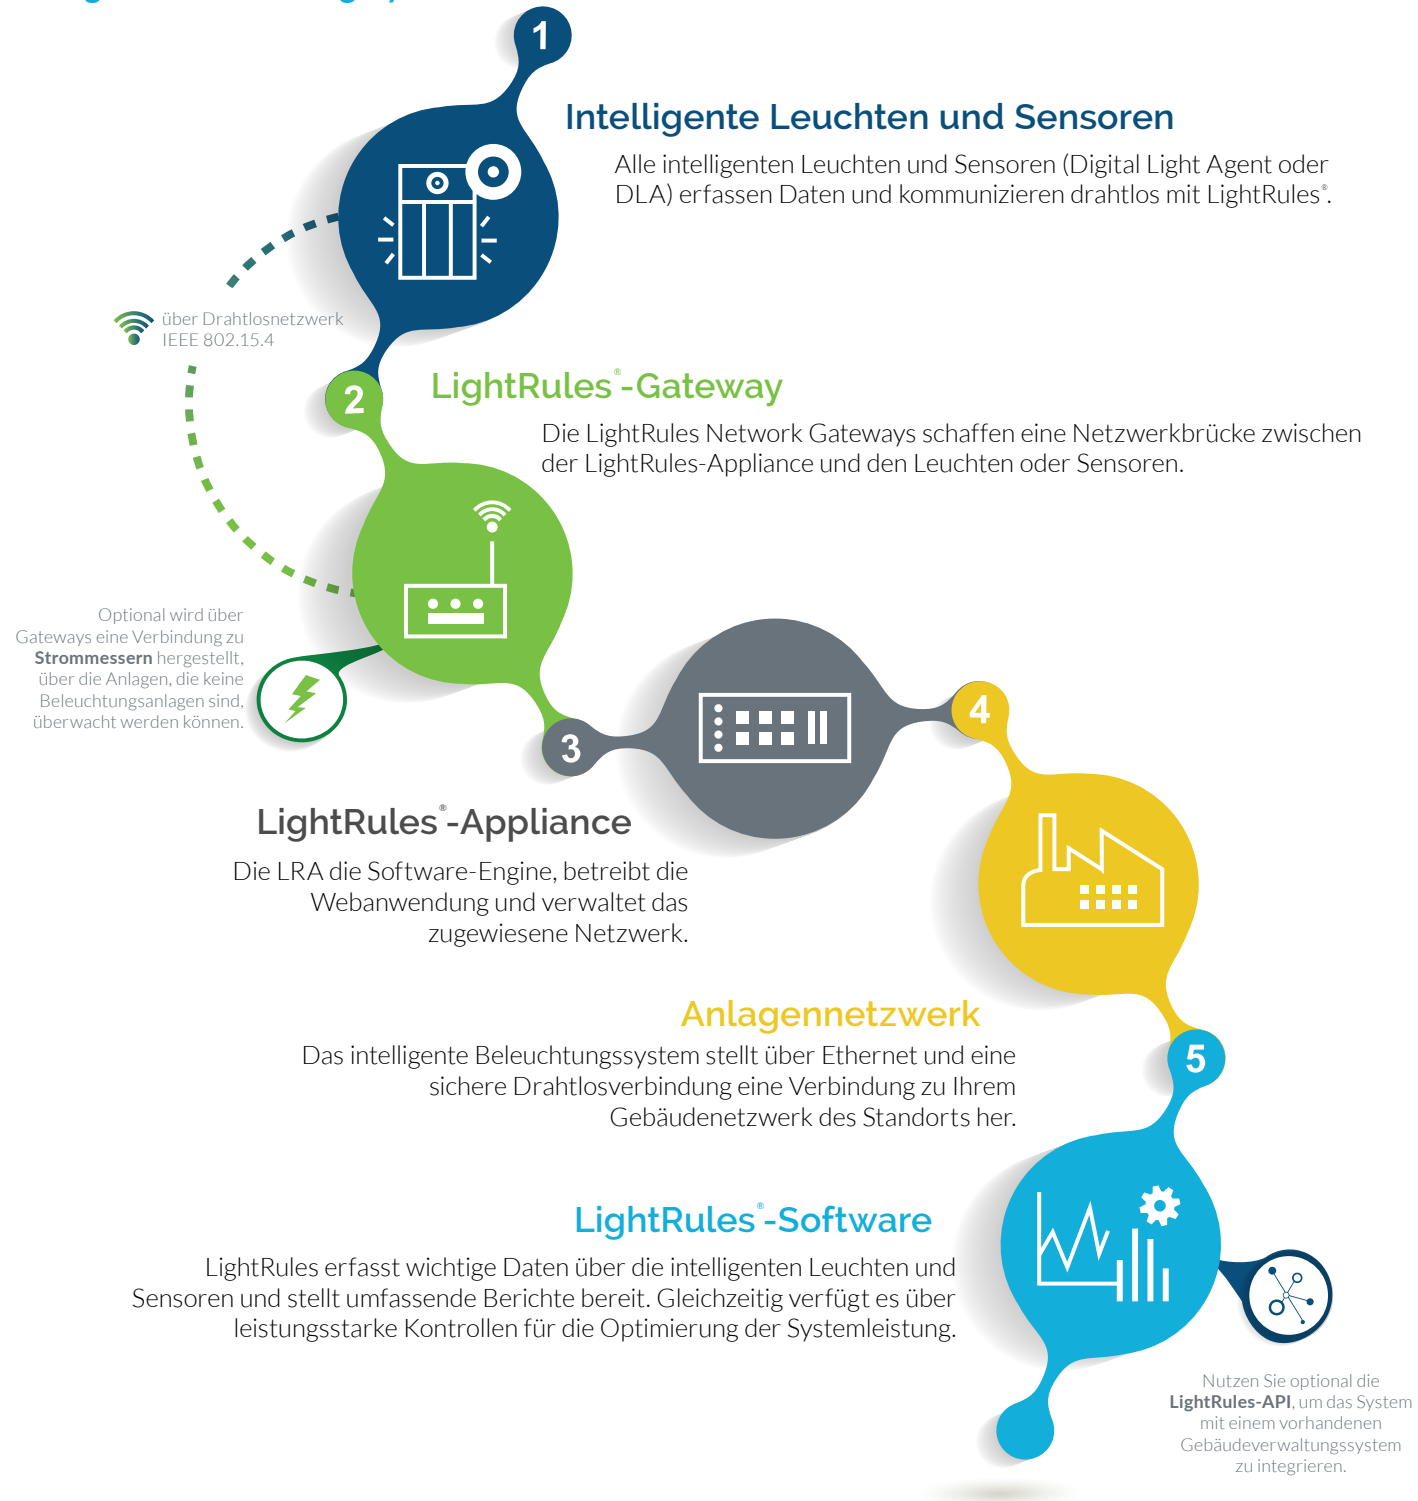 1
Intelligente Leuchten und Sensoren
Alle intelligenten Leuchten und Sensoren (Digital Light Agent oder
DLA) erfassen Daten und kommunizieren drahtlos mit LightRules®.
über Drahtlosnetzwerk
IEEE 802.15.4
2
LightRules®-Gateway
Die LightRules Network Gateways schaffen eine Netzwerkbrücke zwischen
der LightRules-Appliance und den Leuchten oder Sensoren.
Optional wird über
Gateways eine Verbindung zu
Strommessern hergestellt,
über die Anlagen, die keine
Beleuchtungsanlagen sind,
überwacht werden können.
3
LightRules®-Appliance
Die LRA die Software-Engine, betreibt die
Webanwendung und verwaltet das
zugewiesene Netzwerk.
4
Anlagennetzwerk
Das intelligente Beleuchtungssystem stellt über Ethernet und eine
sichere Drahtlosverbindung eine Verbindung zu Ihrem
Gebäudenetzwerk des Standorts her.
5
LightRules®-Software
LightRules erfasst wichtige Daten über die intelligenten Leuchten und
Sensoren und stellt umfassende Berichte bereit. Gleichzeitig verfügt es über
leistungsstarke Kontrollen für die Optimierung der Systemleistung.
Nutzen Sie optional die
LightRules-API, um das System
mit einem vorhandenen
Gebäudeverwaltungssystem
zu integrieren.